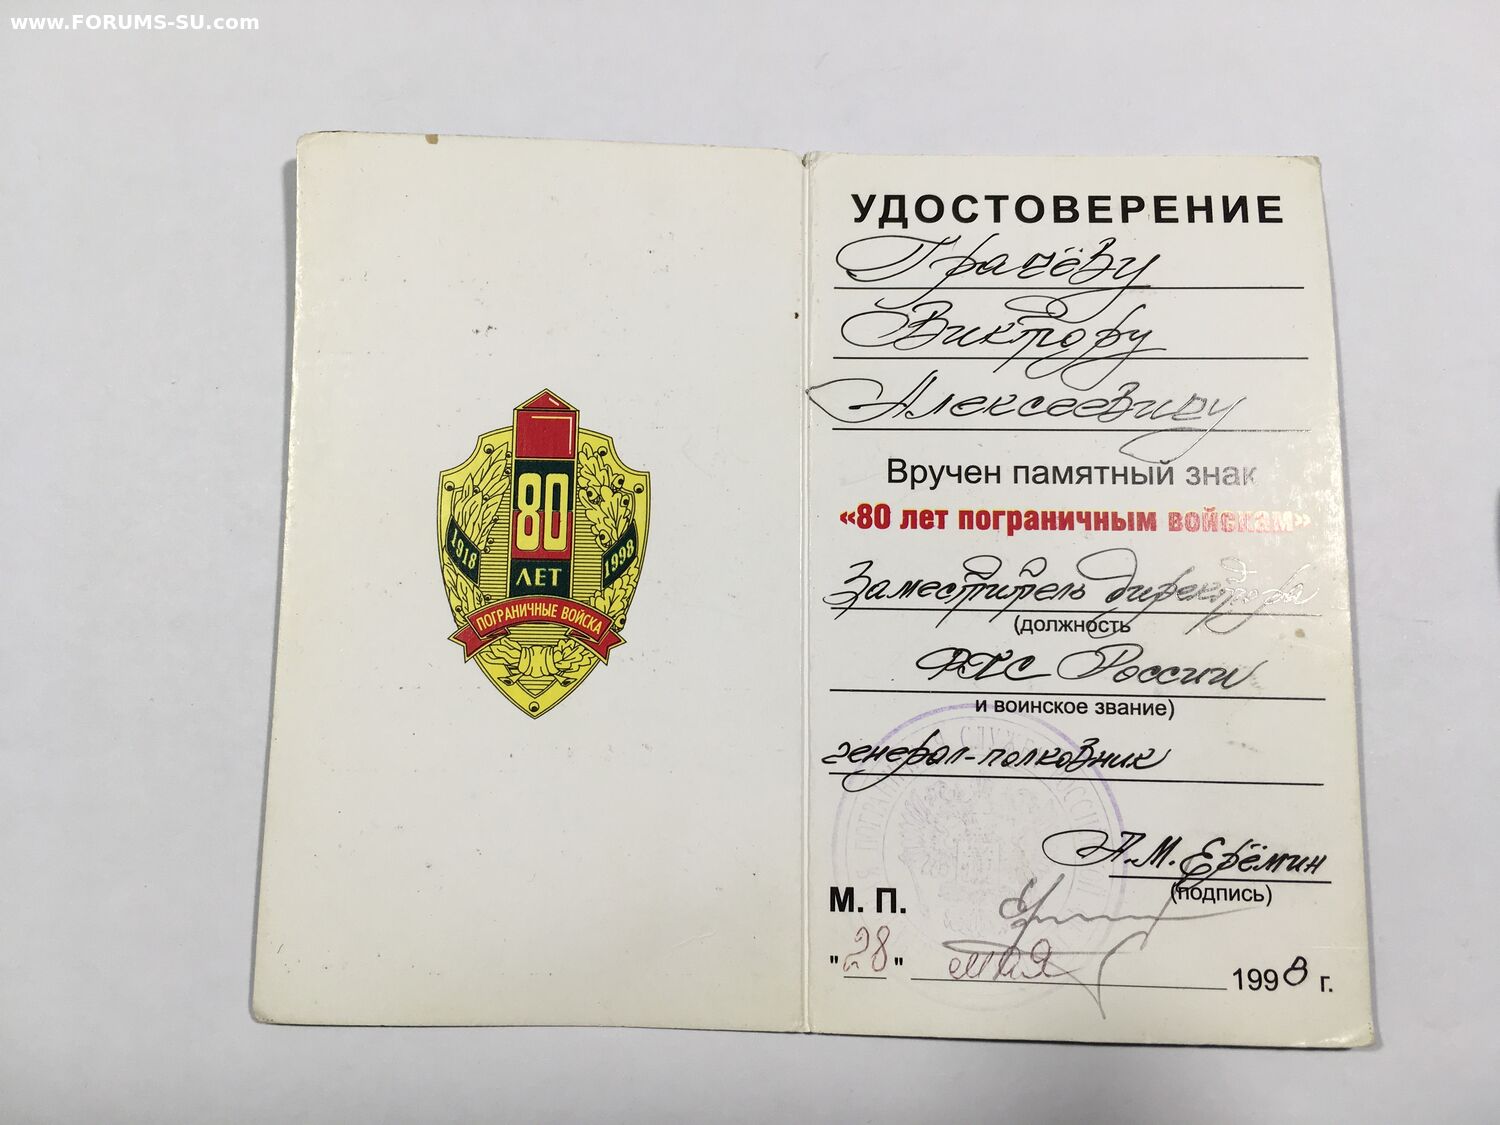 www.FORUMS-SU.com
80
1918
1998
ЛЕТ
ПОГРАНИЧНЫЕ ВОЙСКА
УДОСТОВЕРЕНИЕ
Грачёву
Виктору
Алексеевичу
Вручен памятный знак
«80 лет пограничным войскам»
Заместитель директора
(должность
ФПС России
и воинское звание)
генерал-полковник
П.М. Ерёмин
(подпись)
М. П.
"28" мая 1998 г.